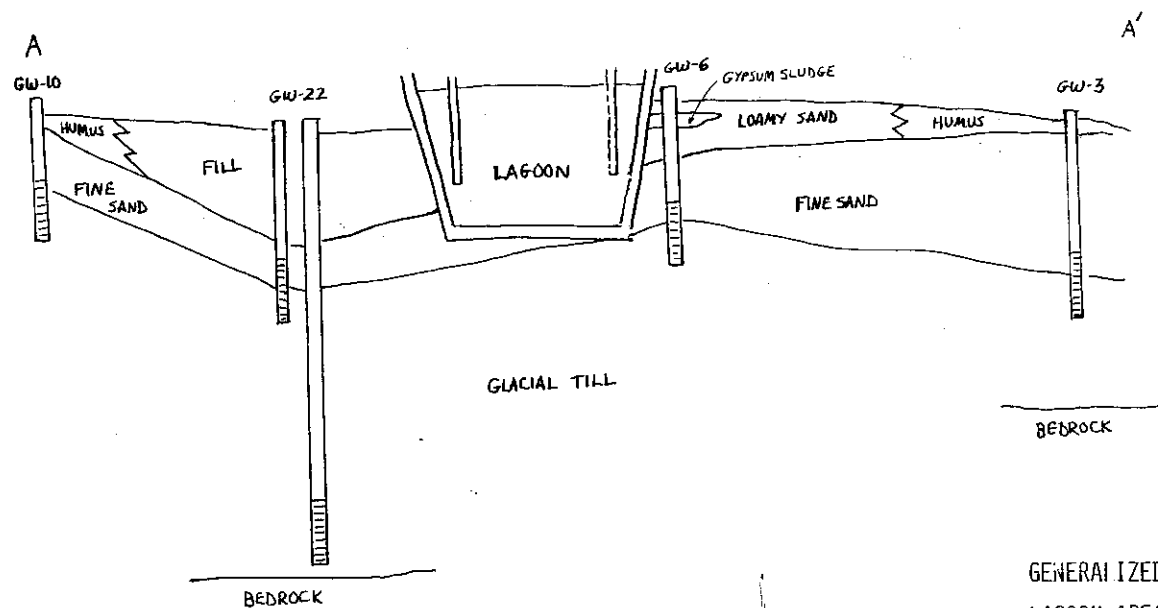 A
A'
GW-10
GW-22
GW-6
GYPSUM SLUDGE
GW-3
HUMUS
FILL
LAGOON
LOAMY SAND
HUMUS
FINE
SAND
FINE SAND
GLACIAL TILL
BEDROCK
BEDROCK
GENERALIZED